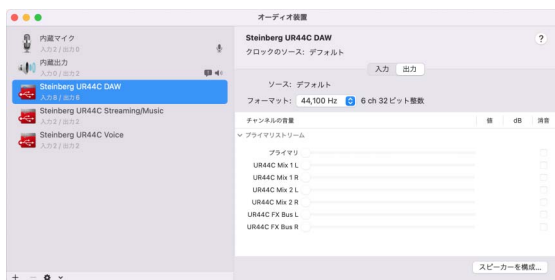 オーディオ装置
内蔵マイク
入力0 / 出力0
内蔵出力
入力0 / 出力2
Steinberg UR44C DAW
入力6 / 出力6
Steinberg UR44C Streaming/Music
入力2 / 出力2
Steinberg UR44C Voice
入力2 / 出力2
Steinberg UR44C DAW
?
クロックのソース: デフォルト
入力 出力
ソース: デフォルト
フォーマット: 44,100 Hz 6 ch 32 ビット整数
チャンネルの音量 dB 消音
プライマリストリーム
プライマリ
UR44C Mix 1 L
UR44C Mix 1 R
UR44C Mix 2 L
UR44C Mix 2 R
UR44C FX Bus L
UR44C FX Bus R
スピーカーを構成...